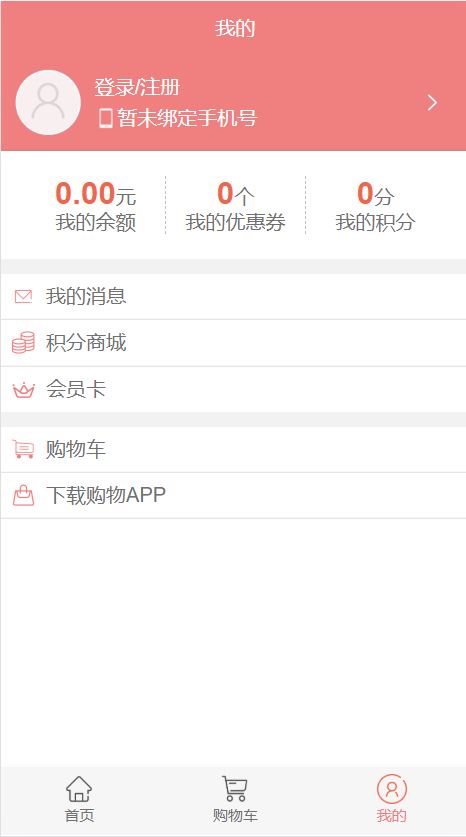 我的
登录/注册
暂未绑定手机号
0.00元 0个 0分
我的余额 我的优惠券 我的积分
我的消息
积分商城
会员卡
购物车
下载购物APP
首页 购物车 我的